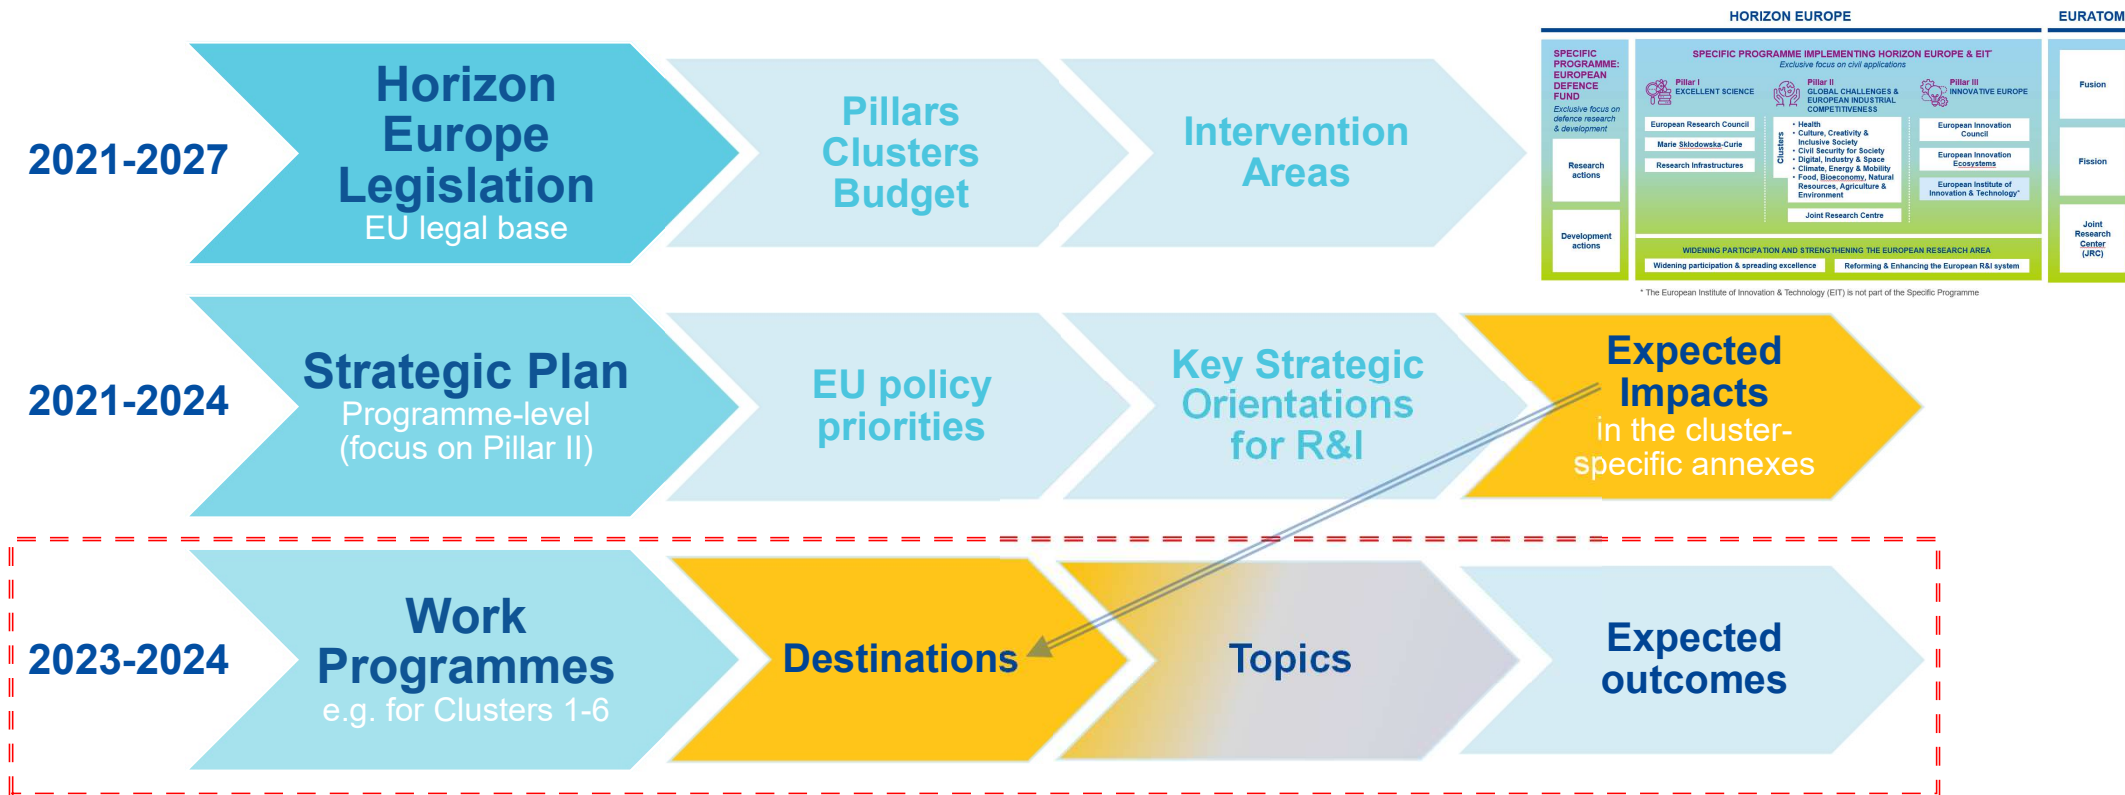 2021-2027
Horizon
Europe
Legislation
EU legal base
Pillars
Clusters
Budget
Intervention
Areas
HORIZON EUROPE
EURATOM
SPECIFIC
PROGRAMME:
EUROPEAN
DEFENCE
FUND
Exclusive focus on
defence research
& development
Research
actions
Development
actions
SPECIFIC PROGRAMME IMPLEMENTING HORIZON EUROPE & EIT*
Exclusive focus on civil applications
Pillar I
EXCELLENT SCIENCE
European Research Council
Marie Skłodowska-Curie
Research Infrastructures
Pillar II
GLOBAL CHALLENGES &
EUROPEAN INDUSTRIAL
COMPETITIVENESS
Clusters
• Health
• Culture, Creativity &
Inclusive Society
• Civil Security for Society
• Digital, Industry & Space
• Climate, Energy & Mobility
• Food, Bioeconomy, Natural
Resources, Agriculture &
Environment
Joint Research Centre
Pillar III
INNOVATIVE EUROPE
European Innovation
Council
European Innovation
Ecosystems
European Institute of
Innovation & Technology*
WIDENING PARTICIPATION AND STRENGTHENING THE EUROPEAN RESEARCH AREA
Widening participation & spreading excellence
Reforming & Enhancing the European R&I system
Fusion
Fission
Joint
Research
Center
(JRC)
* The European Institute of Innovation & Technology (EIT) is not part of the Specific Programme
2021-2024
Strategic Plan
Programme-level
(focus on Pillar II)
EU policy
priorities
Key Strategic
Orientations
for R&I
Expected
Impacts
in the cluster-
specific annexes
2023-2024
Work
Programmes
e.g. for Clusters 1-6
Destinations
Topics
Expected
outcomes